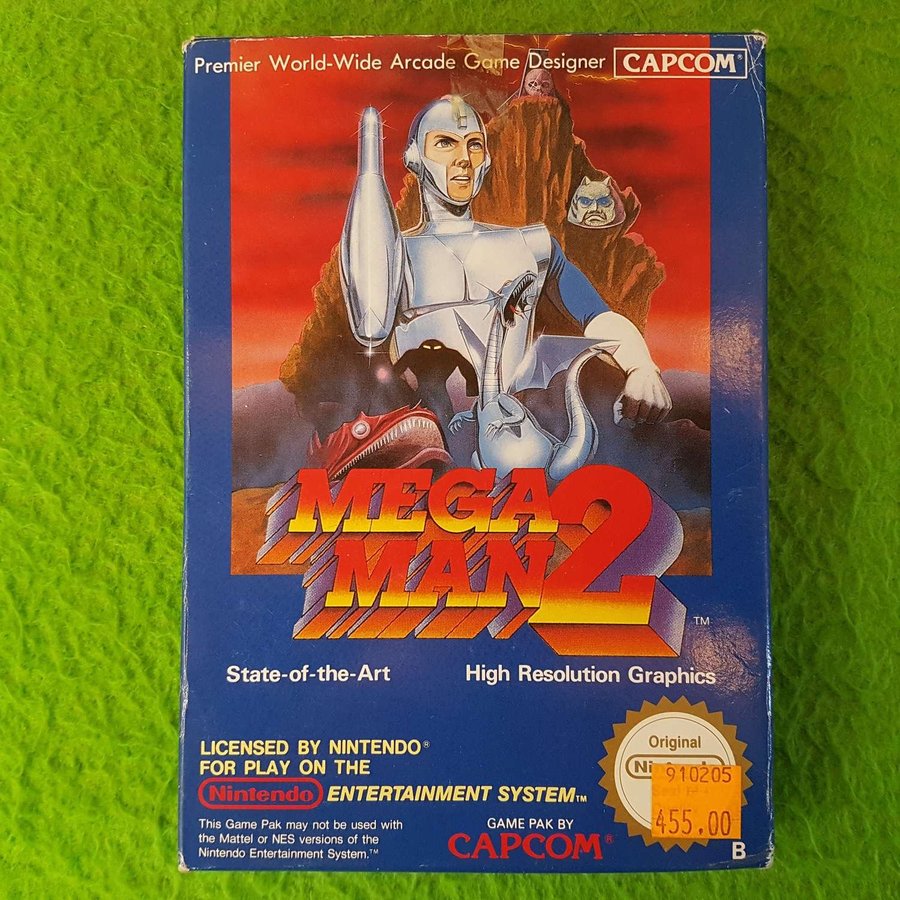 Premier World-Wide Arcade Game Designer CAPCOM®
MEGA
MAN 2
TM
State-of-the-Art High Resolution Graphics
LICENSED BY NINTENDO®
FOR PLAY ON THE
Nintendo ENTERTAINMENT SYSTEM™
This Game Pak may not be used with
the Mattel or NES versions of the
Nintendo Entertainment System.™
GAME PAK BY
CAPCOM®
Original
910205
455.00
B